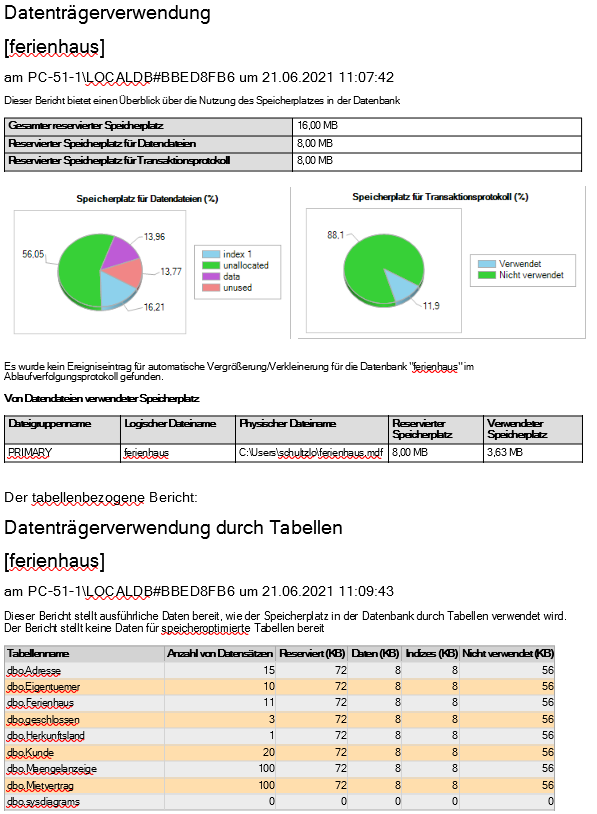 Datenträgerverwendung
[ferienhaus]
am PC-51-1\LOCALDB#BBED8FB6 um 21.06.2021 11:07:42
Dieser Bericht bietet einen Überblick über die Nutzung des Speicherplatzes in der Datenbank
Gesamter reservierter Speicherplatz 16,00 MB
Reservierter Speicherplatz für Datendateien 8,00 MB
Reservierter Speicherplatz für Transaktionsprotokoll 8,00 MB
Speicherplatz für Datendateien (%)
56,05
13,96
13,77
16,21
index 1
unallocated
data
unused
Speicherplatz für Transaktionsprotokoll (%)
88,1
11,9
Verwendet
Nicht verwendet
Es wurde kein Ereigniseintrag für automatische Vergrößerung/Verkleinerung für die Datenbank "ferienhaus" im
Ablaufverfolgungsprotokoll gefunden.
Von Datendateien verwendeter Speicherplatz
Dateigruppenname Logischer Dateiname Physischer Dateiname Reservierter Speicherplatz Verwendeter Speicherplatz
PRIMARY ferienhaus C:\Users\schultzlo\ferienhaus.mdf 8,00 MB 3,63 MB
Der tabellenbezogene Bericht:
Datenträgerverwendung durch Tabellen
[ferienhaus]
am PC-51-1\LOCALDB#BBED8FB6 um 21.06.2021 11:09:43
Dieser Bericht stellt ausführliche Daten bereit, wie der Speicherplatz in der Datenbank durch Tabellen verwendet wird.
Der Bericht stellt keine Daten für speicheroptimierte Tabellen bereit
Tabellenname Anzahl von Datensätzen Reserviert (KB) Daten (KB) Indizes (KB) Nicht verwendet (KB)
dbo.Adresse 15 72 8 8 56
dbo.Eigentuemer 10 72 8 8 56
dbo.Ferienhaus 11 72 8 8 56
dbo.geschlossen 3 72 8 8 56
dbo.Herkunftsland 1 72 8 8 56
dbo.Kunde 20 72 8 8 56
dbo.Maengelanzeige 100 72 8 8 56
dbo.Mietvertrag 100 72 8 8 56
dbo.sysdiagrams 0 0 0 0 0